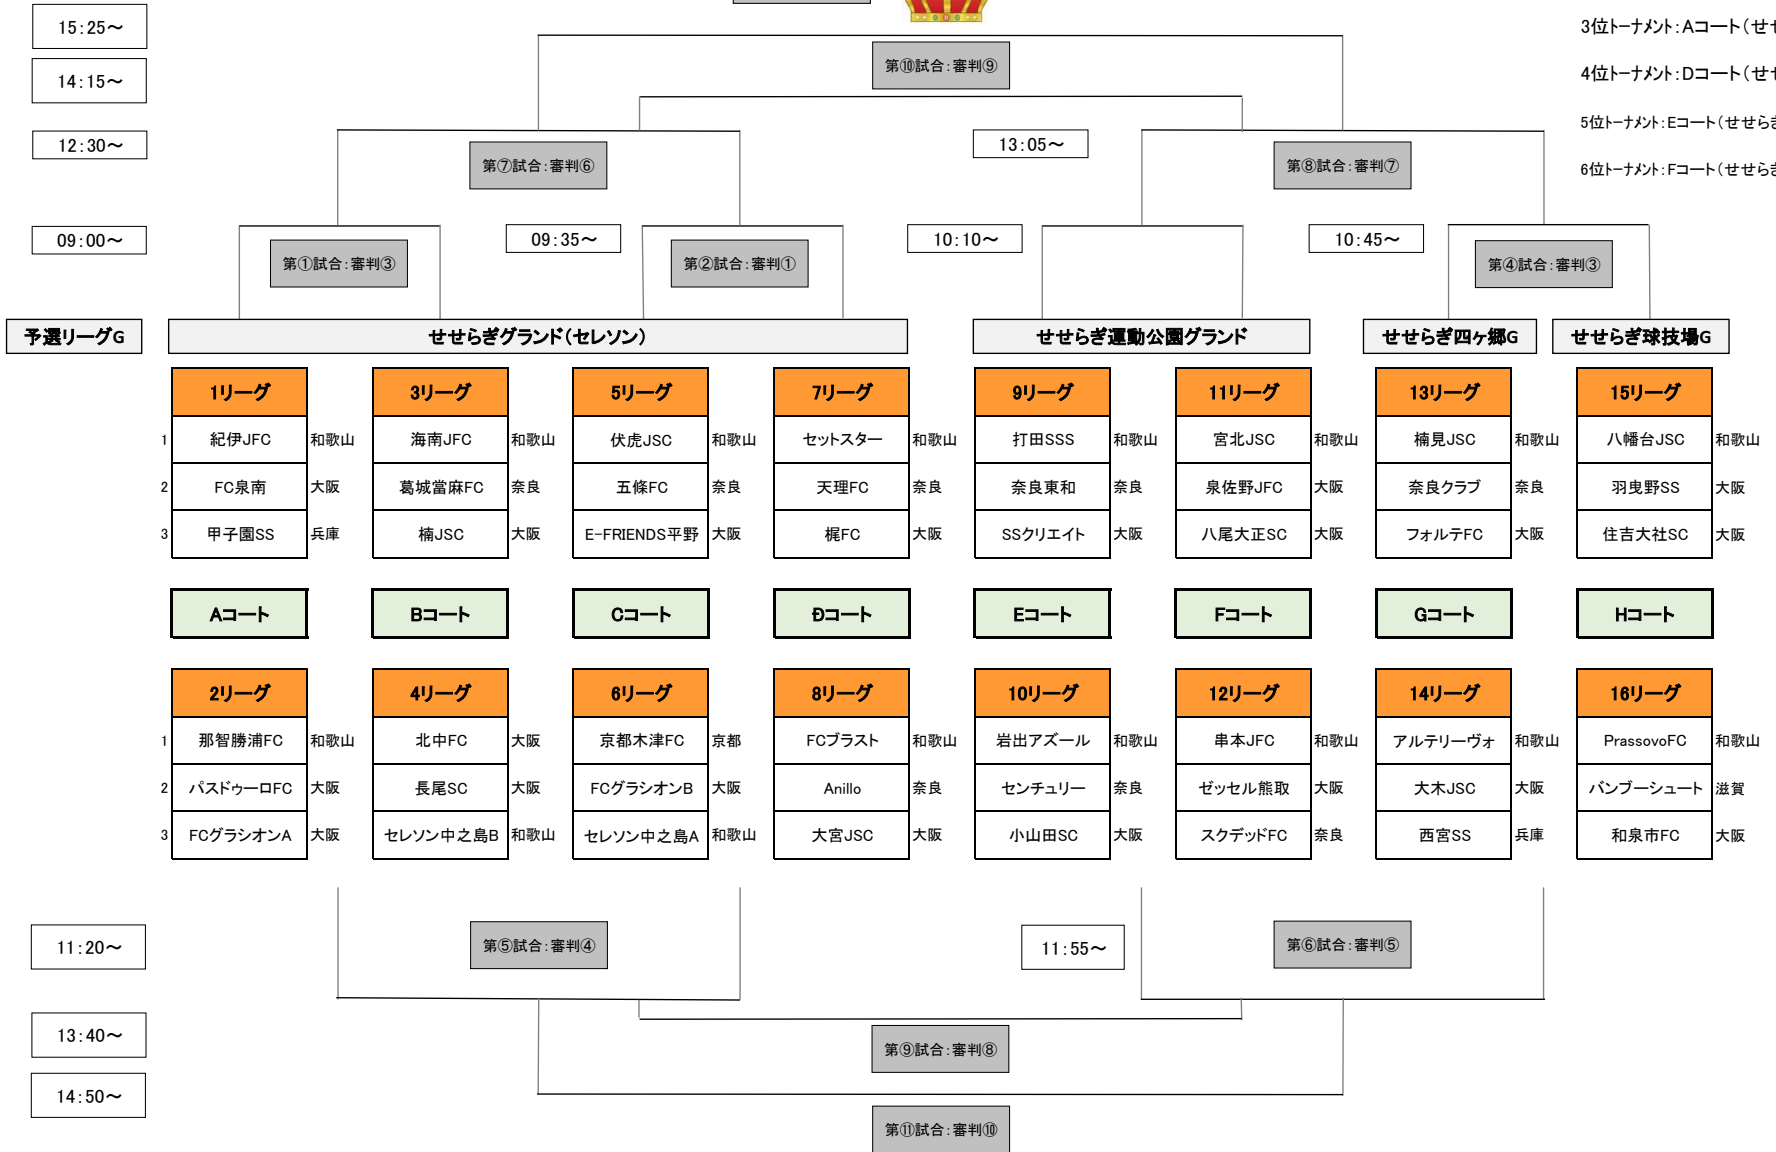 15:25～
3位トーナメント:Aコート(せせ
第⑩試合:審判⑨
14:15～
4位トーナメント:Dコート(せせ
5位トーナメント:Eコート(せせらぎ
12:30～
13:05～
第⑦試合:審判⑥
第⑧試合:審判⑦
6位トーナメント:Fコート(せせらぎ
09:00～
09:35～
10:10～
10:45～
第①試合:審判③
第②試合:審判①
第④試合:審判③
予選リーグG
せせらぎグランド(セレソン)
せせらぎ運動公園グランド
せせらぎ四ヶ郷G
せせらぎ球技場G
1リーグ 3リーグ 5リーグ 7リーグ 9リーグ 11リーグ 13リーグ 15リーグ
1 紀伊JFC 和歌山 海南JFC 和歌山 伏虎JSC 和歌山 セットスター 和歌山 打田SSS 和歌山 宮北JSC 和歌山 楠見JSC 和歌山 八幡台JSC 和歌山
2 FC泉南 大阪 葛城當麻FC 奈良 五條FC 奈良 天理FC 奈良 奈良東和 奈良 泉佐野JFC 大阪 奈良クラブ 奈良 羽曳野SS 大阪
3 甲子園SS 兵庫 楠JSC 大阪 E-FRIENDS平野 大阪 梶FC 大阪 SSクリエイト 大阪 八尾大正SC 大阪 フォルテFC 大阪 住吉大社SC 大阪
Aコート Bコート Cコート Dコート Eコート Fコート Gコート Hコート
2リーグ 4リーグ 6リーグ 8リーグ 10リーグ 12リーグ 14リーグ 16リーグ
1 那智勝浦FC 和歌山 北中FC 大阪 京都木津FC 京都 FCブラスト 和歌山 岩出アズール 和歌山 串本JFC 和歌山 アルテリーヴォ 和歌山 PrassovoFC 和歌山
2 パスドゥーロFC 大阪 長尾SC 大阪 FCグラシオンB 大阪 Anillo 奈良 センチュリー 奈良 ゼッセル熊取 大阪 大木JSC 大阪 バンブーシュート 滋賀
3 FCグラシオンA 大阪 セレソン中之島B 和歌山 セレソン中之島A 和歌山 大宮JSC 大阪 小山田SC 大阪 スクデッドFC 奈良 西宮SS 兵庫 和泉市FC 大阪
11:20～
第⑤試合:審判④
11:55～
第⑥試合:審判⑤
13:40～
第⑨試合:審判⑧
14:50～
第⑪試合:審判⑩